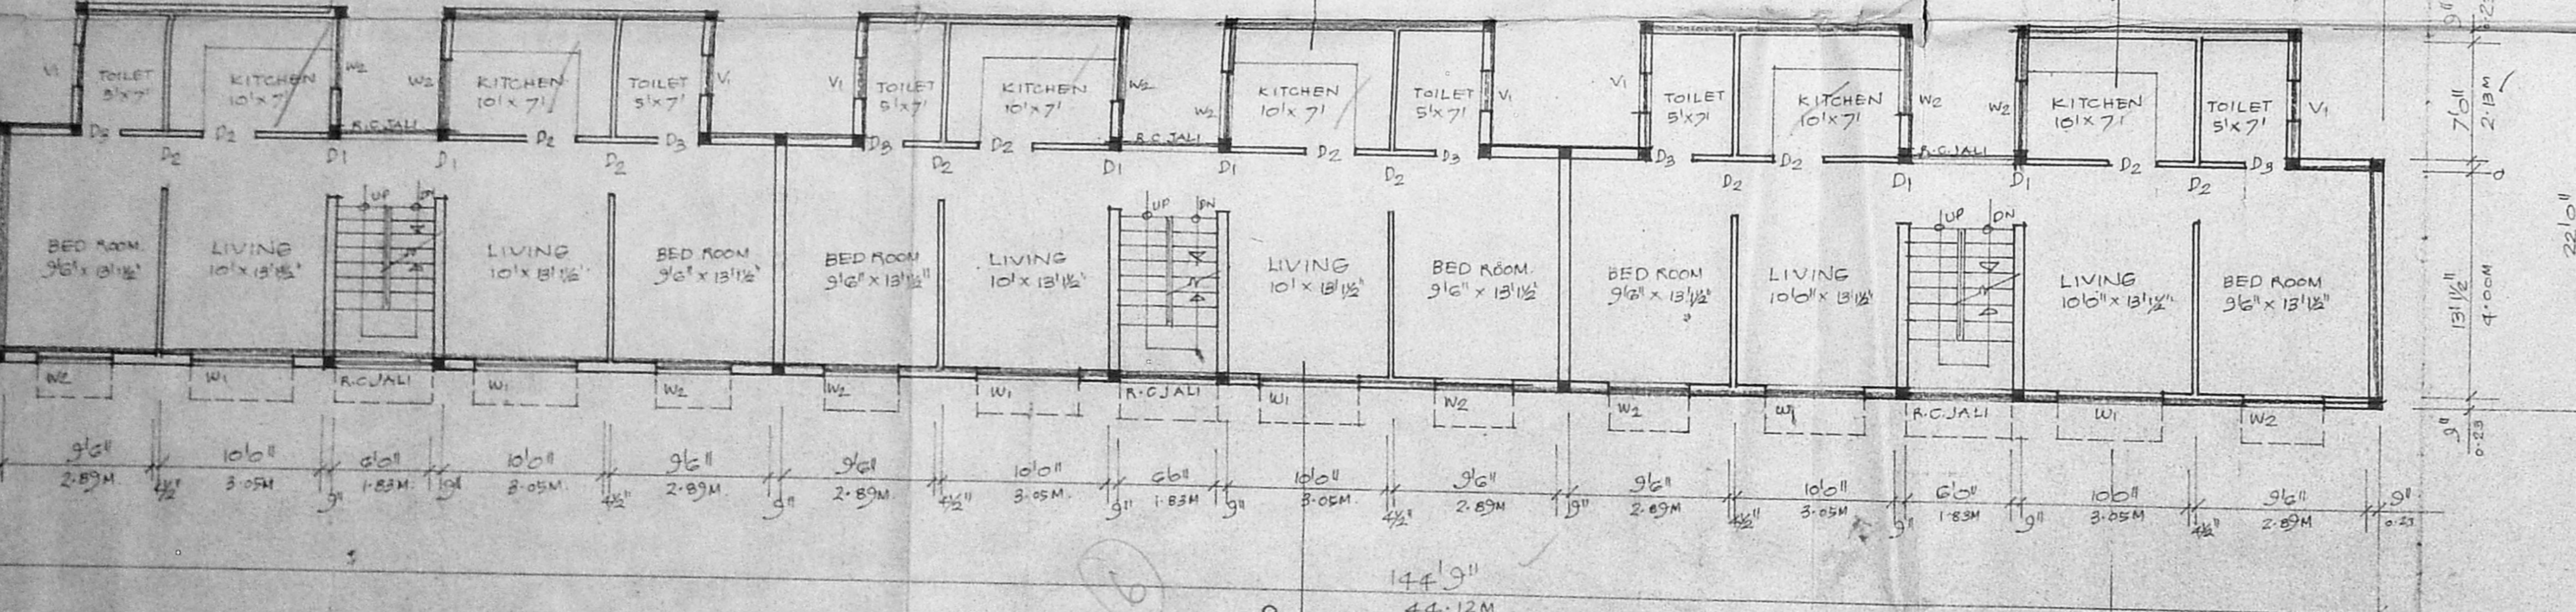 V1
TOILET
5'x7'
KITCHEN
10'x7'
W2
W2
KITCHEN
10'x7'
TOILET
5'x7'
V1
V1
TOILET
5'x7'
KITCHEN
10'x7'
W2
W2
KITCHEN
10'x7'
TOILET
5'x7'
V1
V1
TOILET
5'x7'
KITCHEN
10'x7'
W2
W2
KITCHEN
10'x7'
TOILET
5'x7'
V1
9"
7'0"
2.13M
R.C.JALI
R.C.JALI
R.C.JALI
D3 D2 D2 D3 D3 D2 D2 D3 D3 D2 D2 D3
D2 D1 D1 D2 D2 D1 D1 D2 D2 D1 D1 D2
UP DN
UP DN
UP DN
BED ROOM
9'6" x 13'1½"
LIVING
10' x 13'1½"
LIVING
10' x 13'1½"
BED ROOM
9'6" x 13'1½"
BED ROOM
9'6" x 13'1½"
LIVING
10' x 13'1½"
LIVING
10' x 13'1½"
BED ROOM
9'6" x 13'1½"
BED ROOM
9'6" x 13'1½"
LIVING
10'0" x 13'1½"
LIVING
10'0" x 13'1½"
BED ROOM
9'6" x 13'1½"
13'1½"
4.00M
22'0"
W2 W1 R.C.JALI W1 W2 W2 W1 R.C.JALI W1 W2 W2 W1 R.C.JALI W1 W2
9"
0.23
9'6" 10'0" 6'0" 10'0" 9'6" 9'6" 10'0" 6'0" 10'0" 9'6" 9'6" 10'0" 6'0" 10'0" 9'6" 9"
2.89M 3.05M 1.83M 3.05M 2.89M 2.89M 3.05M 1.83M 3.05M 2.89M 2.89M 3.05M 1.83M 3.05M 2.89M 0.23
4½" 9" 9" 4½" 9" 4½" 9" 9" 4½" 9" 4½" 9" 9" 4½"
144'9"
44.12M